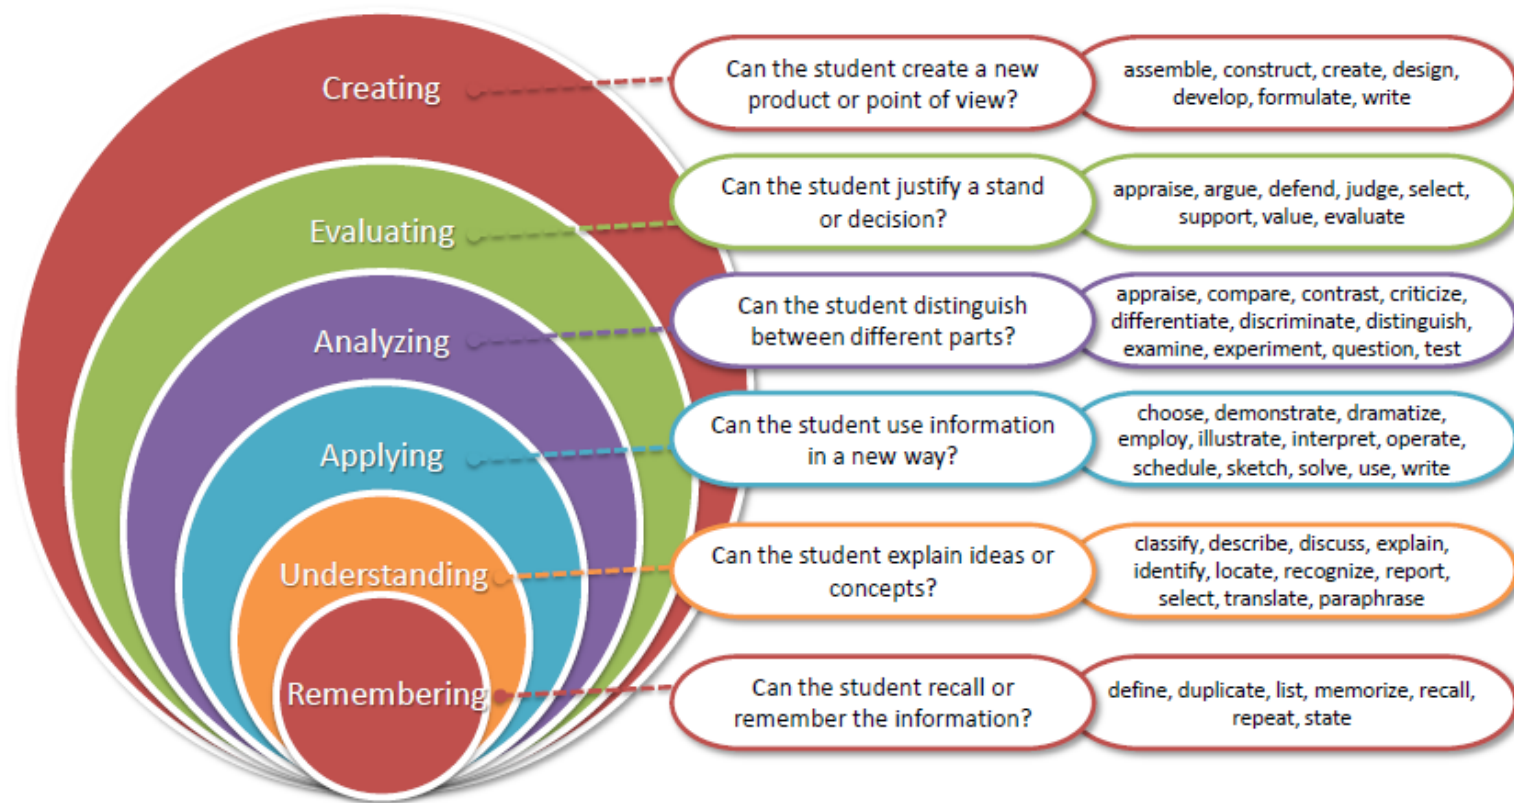 Creating
Can the student create a new
product or point of view?
assemble, construct, create, design,
develop, formulate, write
Evaluating
Can the student justify a stand
or decision?
appraise, argue, defend, judge, select,
support, value, evaluate
Analyzing
Can the student distinguish
between different parts?
appraise, compare, contrast, criticize,
differentiate, discriminate, distinguish,
examine, experiment, question, test
Applying
Can the student use information
in a new way?
choose, demonstrate, dramatize,
employ, illustrate, interpret, operate,
schedule, sketch, solve, use, write
Understanding
Can the student explain ideas or
concepts?
classify, describe, discuss, explain,
identify, locate, recognize, report,
select, translate, paraphrase
Remembering
Can the student recall or
remember the information?
define, duplicate, list, memorize, recall,
repeat, state